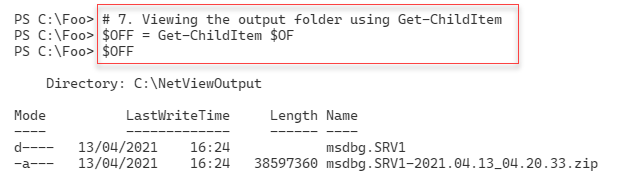 PS C:\Foo> # 7. Viewing the output folder using Get-ChildItem
PS C:\Foo> $OFF = Get-ChildItem $OF
PS C:\Foo> $OFF
Directory: C:\NetViewOutput
Mode LastWriteTime Length Name
---- ------------- ------ ----
d---- 13/04/2021 16:24 msdbg.SRV1
-a--- 13/04/2021 16:24 38597360 msdbg.SRV1-2021.04.13_04.20.33.zip